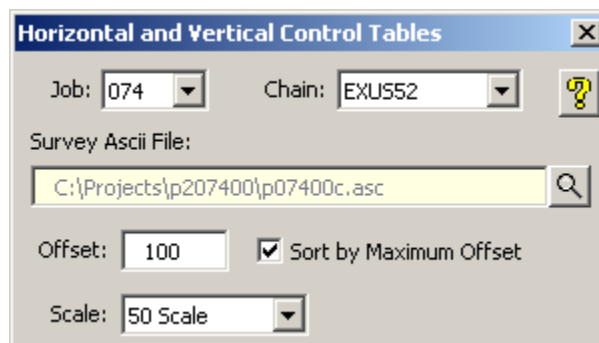 Horizontal and Vertical Control Tables
Job: 074 Chain: EXUS52
Survey Ascii File:
C:\Projects\p207400\p07400c.asc
Offset: 100 Sort by Maximum Offset
Scale: 50 Scale